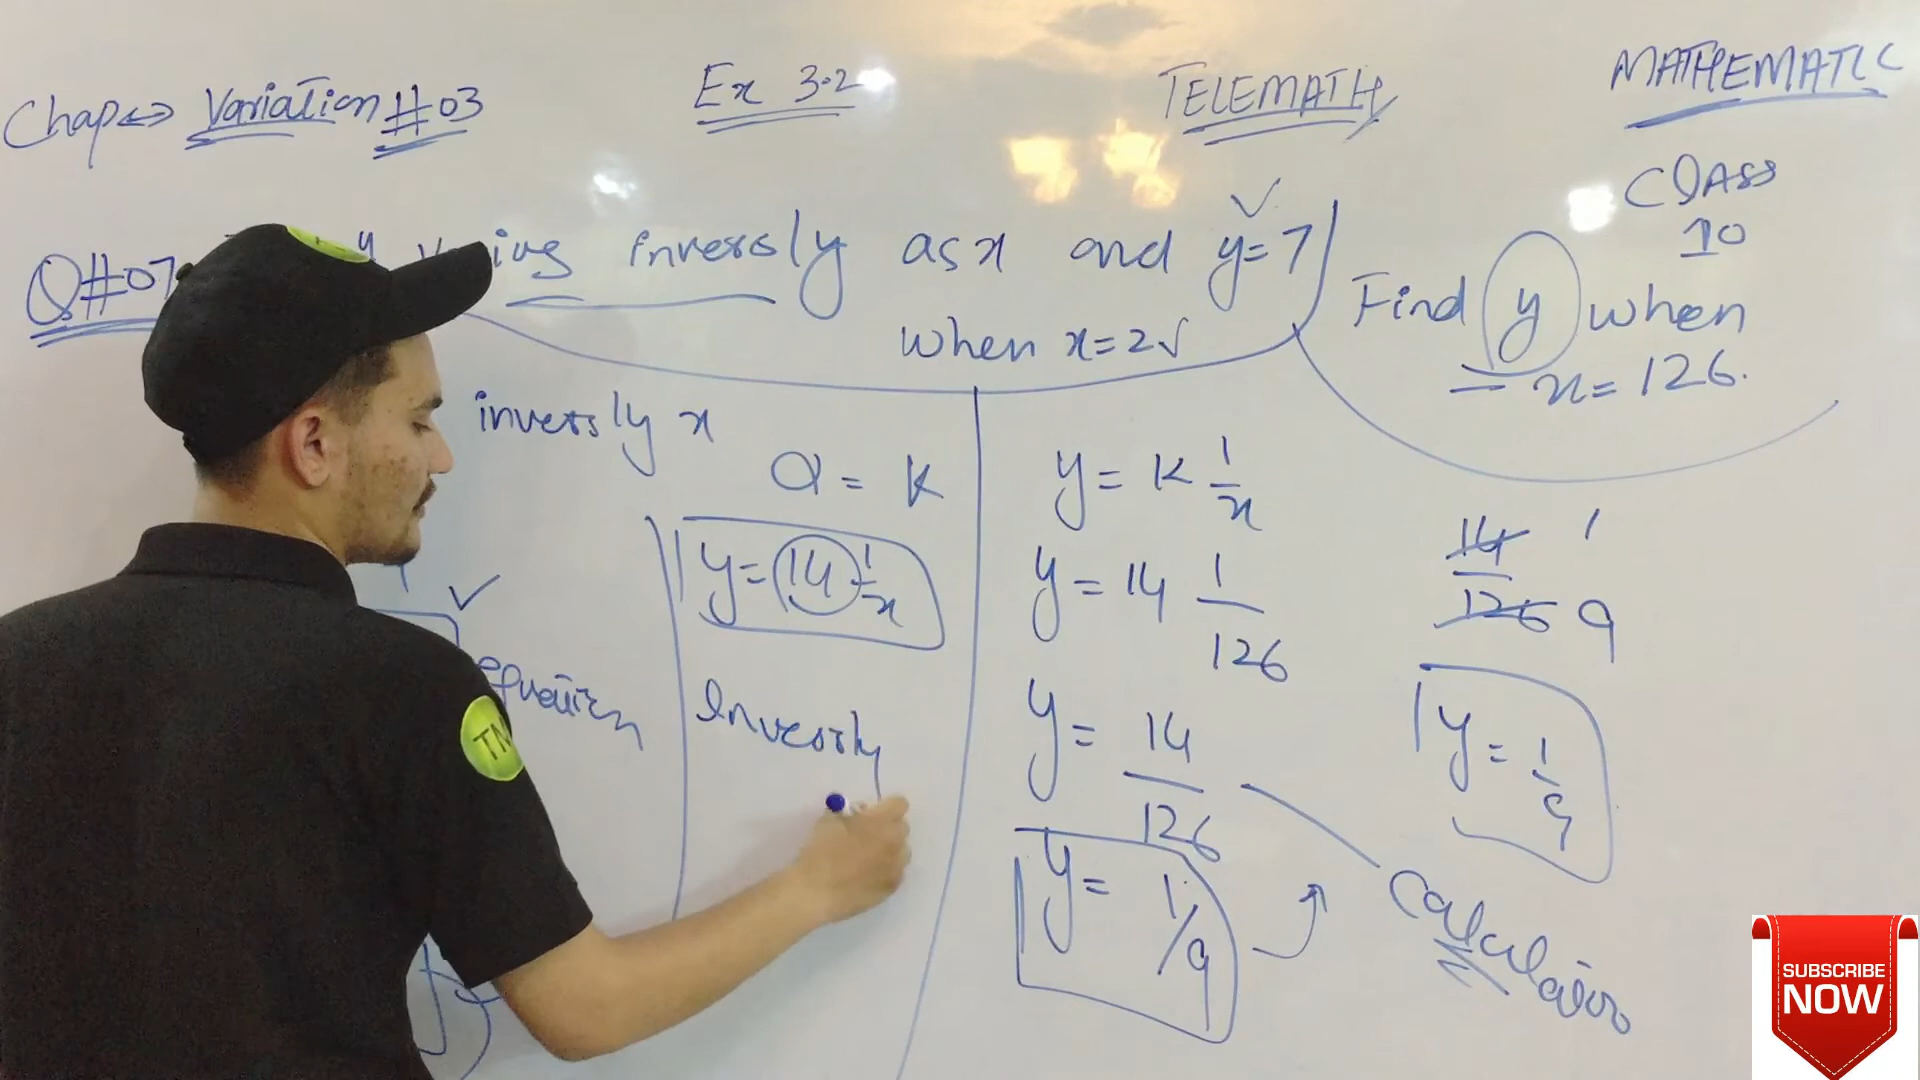 Chap ↔ Variation #03
Ex 3.2
TELEMATH
MATHEMATIC
CLASS
10
Q#07 y inversly as x and y=7
when x=2√
Find y when
x=126.
inversly x
Q = K
y=14 1/x
equation
Inversly
y= K 1/x
y= 14 1/126
y= 14/126
y= 1/9
14 1
126 9
y= 1/9
calculator
TM
SUBSCRIBE
NOW